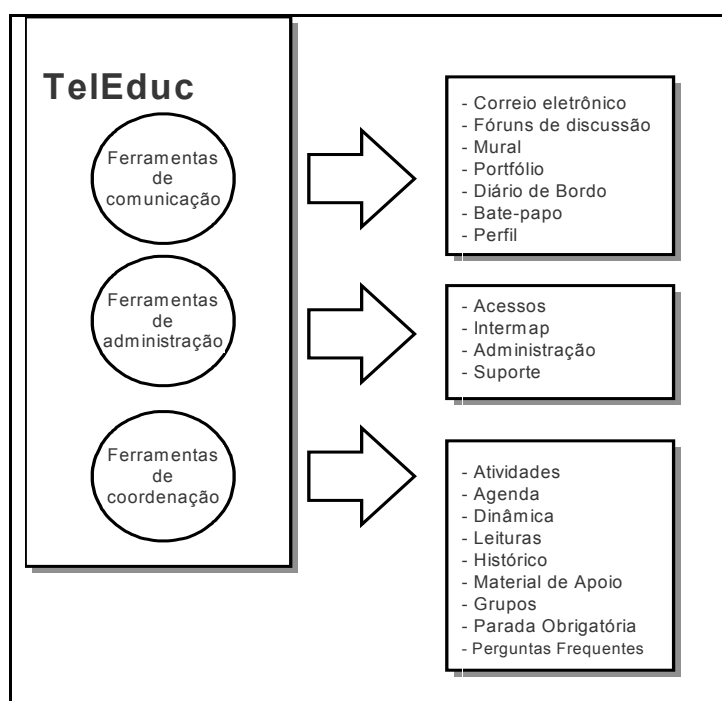 TelEduc
Ferramentas
de
comunicação
- Correio eletrônico
- Fóruns de discussão
- Mural
- Portfólio
- Diário de Bordo
- Bate-papo
- Perfil
Ferramentas
de
administração
- Acessos
- Intermap
- Administração
- Suporte
Ferramentas
de
coordenação
- Atividades
- Agenda
- Dinâmica
- Leituras
- Histórico
- Material de Apoio
- Grupos
- Parada Obrigatória
- Perguntas Frequentes